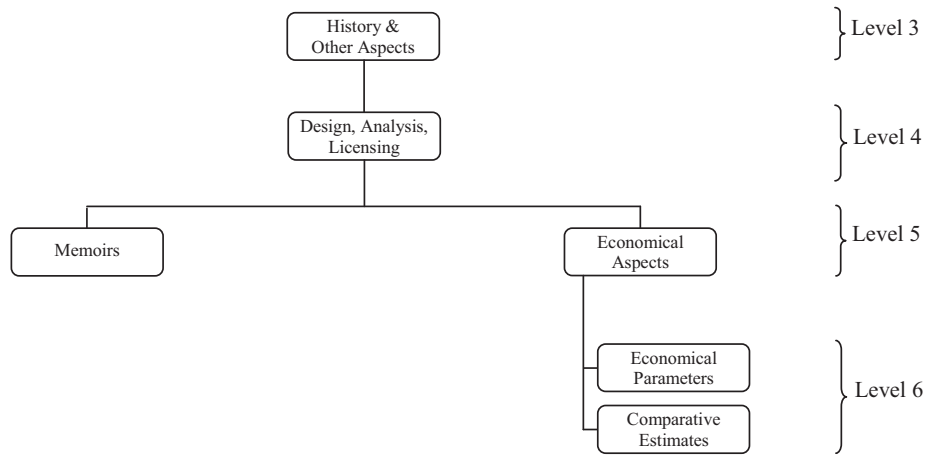 History &
Other Aspects
Level 3
Design, Analysis,
Licensing
Level 4
Memoirs
Economical
Aspects
Level 5
Economical
Parameters
Comparative
Estimates
Level 6